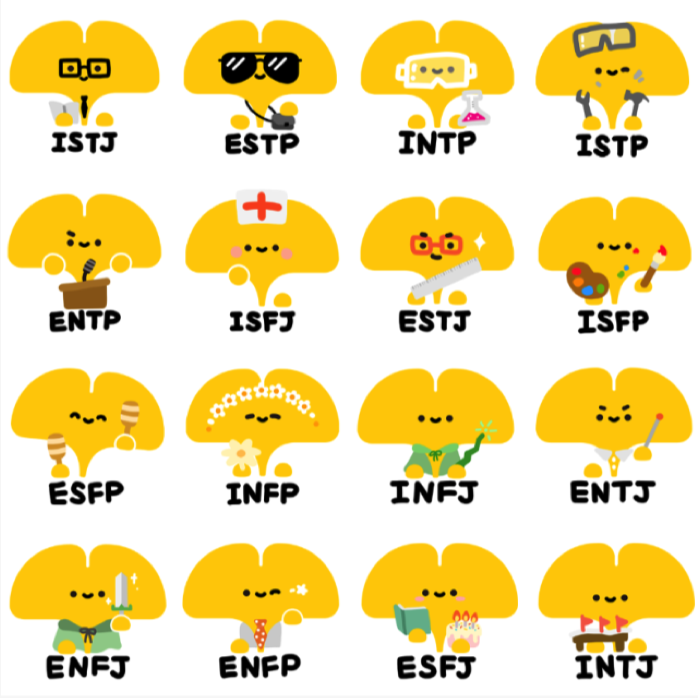 ISTJ
ESTP
INTP
ISTP
ENTP
ISFJ
ESTJ
ISFP
ESFP
INFP
INFJ
ENTJ
ENFJ
ENFP
ESFJ
INTJ